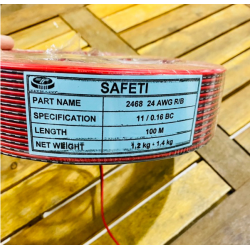 SAFETI
PART NAME 2468 24 AWG R/B
SPECIFICATION 11 / 0.16 BC
LENGTH 100 M
NET WEIGHT 1.2 kg - 1.4 kg